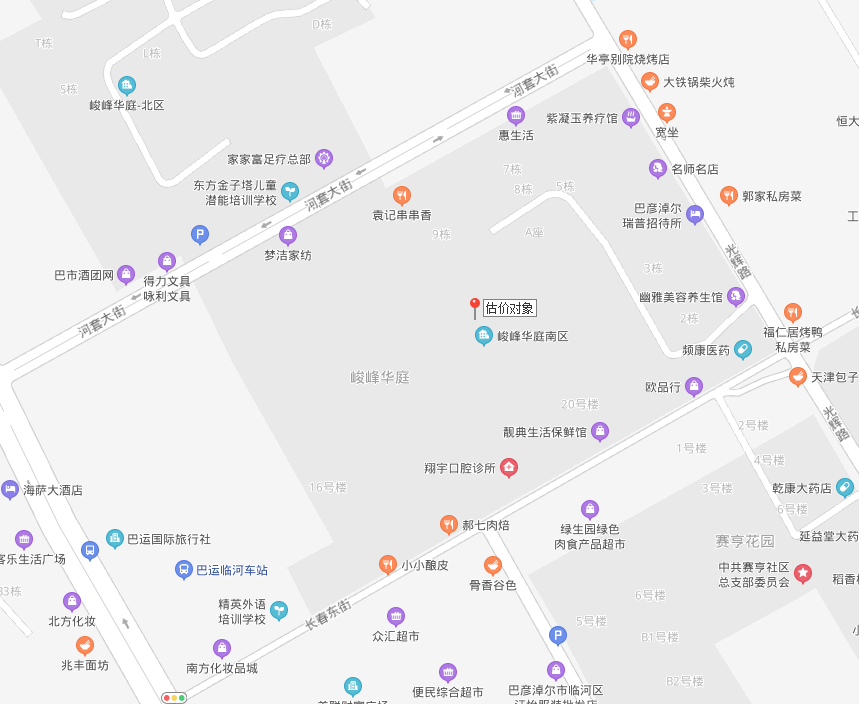 D栋
T栋
L栋
5栋
峻峰华庭-北区
华亭别院烧烤店
大铁锅柴火炖
河套大街
惠生活
紫凝玉养疗馆
宽坐
恒大
家家富足疗总部
7栋
名师名店
东方金子塔儿童
潜能培训学校
河套大街
8栋
5栋
郭家私房菜
袁记串串香
巴彦淖尔
瑞普招待所
工
9栋
A座
梦洁家纺
光辉路
巴市酒团网
得力文具
咏利文具
3栋
幽雅美容养生馆
估价对象
河套大街
2栋
峻峰华庭南区
福仁居烤鸭
私房菜
频康医药
峻峰华庭
欧品行
天津包子
20号楼
光辉路
靓典生活保鲜馆
2号楼
1号楼
4号楼
翔宇口腔诊所
16号楼
3号楼
乾康大药店
海萨大酒店
6号楼
郝七肉焙
绿生园绿色
肉食产品超市
延益堂大药
巴运国际旅行社
赛亨花园
客乐生活广场
小小酿皮
巴运临河车站
骨香谷色
中共赛亨社区
总支部委员会
稻香
33栋
6号楼
精英外语
培训学校
长春东街
北方化妆
众汇超市
5号楼
B1号楼
兆丰面坊
南方化妆品城
便民综合超市
B2号楼
巴彦淖尔市临河区